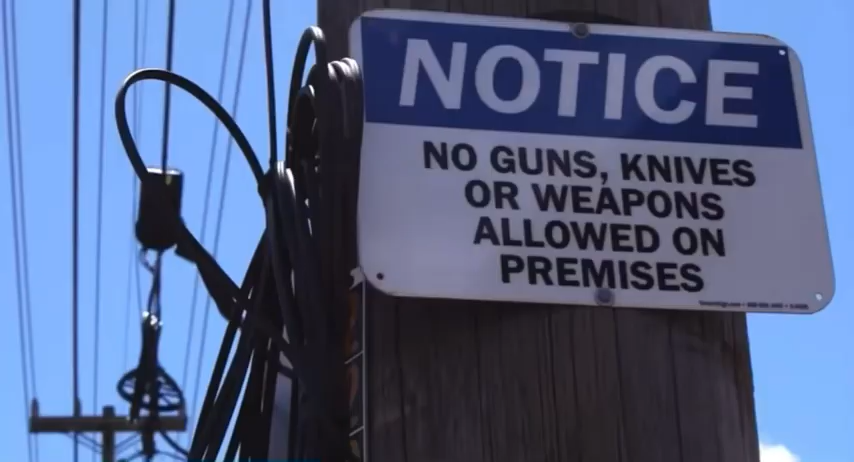 NOTICE
NO GUNS, KNIVES
OR WEAPONS
ALLOWED ON
PREMISES